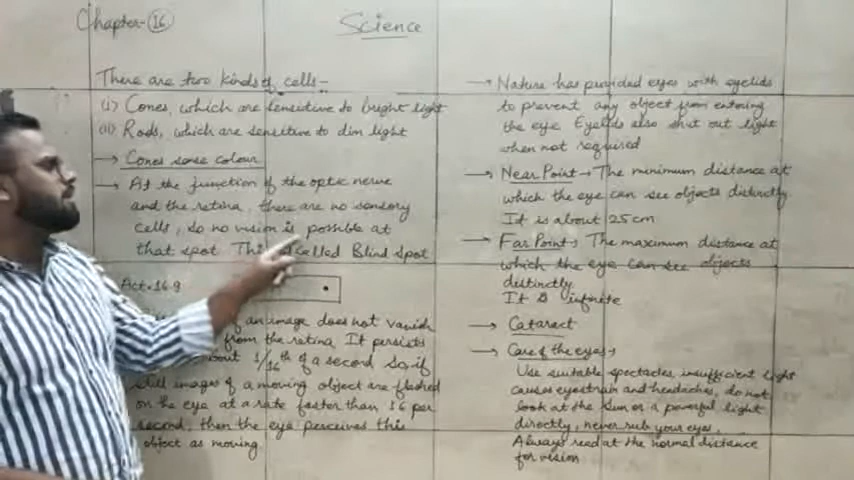 Chapter-16
Science
There are two kinds of cells:-
(i) Cones, which are sensitive to bright light
(ii) Rods, which are sensitive to dim light
→ Cones sense colour
→ At the function of the optic nerve
and the retina, there are no sensory
cells, so no vision is possible at
that spot. This called Blind Spot
Act-16.9
of an image does not vanish
from the retina It persists
1/16th of a second So if
still images of a moving object are flashed
on the eye at a rate faster than 16 per
second, then the eye perceives this
object as moving.
→ Nature has provided eyes with eyelids
to prevent any object from entering
the eye Eyelids also shut out light
when not required
→ Near Point → The minimum distance at
which the eye can see objects distinctly.
It is about 25cm
→ Far Point → The maximum distance at
which the eye can see objects
distinctly.
It is infinite
→ Cataract
→ Care of the eyes →
Use suitable spectacles, insufficient light
causes eyestrain and headaches, do not
look at the sun or a powerful light
directly, never rub your eyes,
Always read at the normal distance
for vision